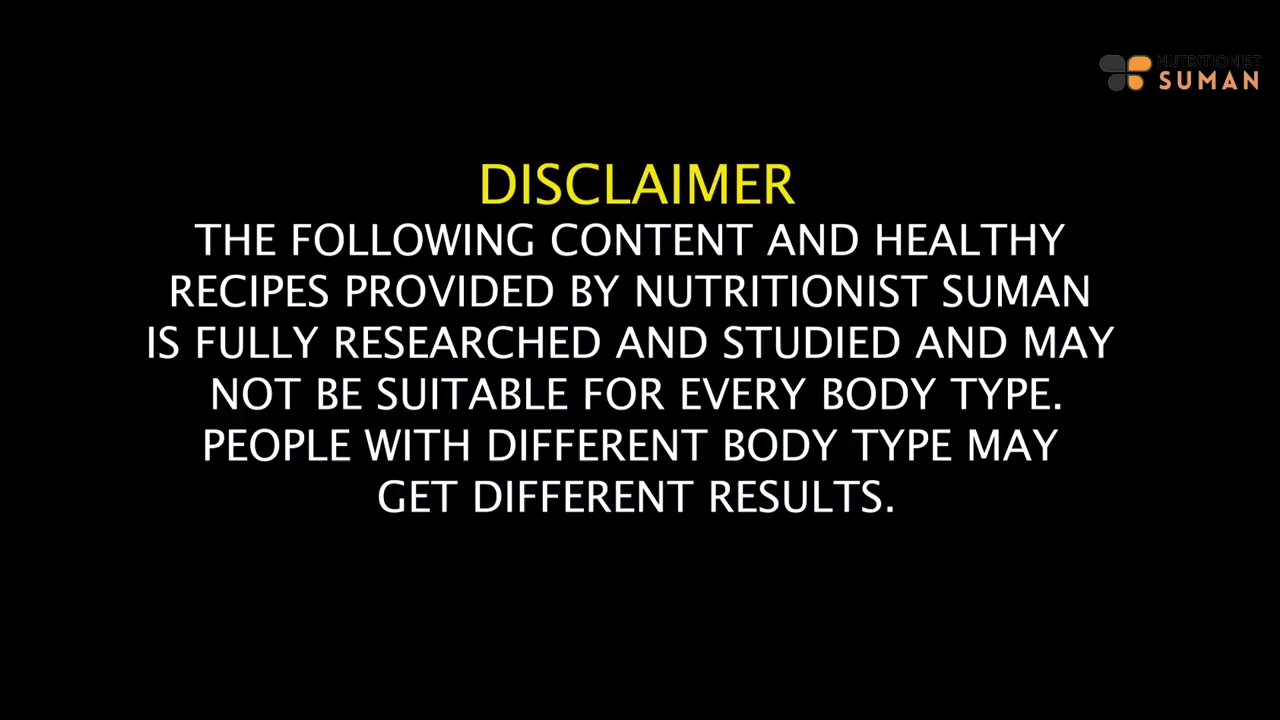 NUTRITIONIST
SUMAN
DISCLAIMER
THE FOLLOWING CONTENT AND HEALTHY
RECIPES PROVIDED BY NUTRITIONIST SUMAN
IS FULLY RESEARCHED AND STUDIED AND MAY
NOT BE SUITABLE FOR EVERY BODY TYPE.
PEOPLE WITH DIFFERENT BODY TYPE MAY
GET DIFFERENT RESULTS.